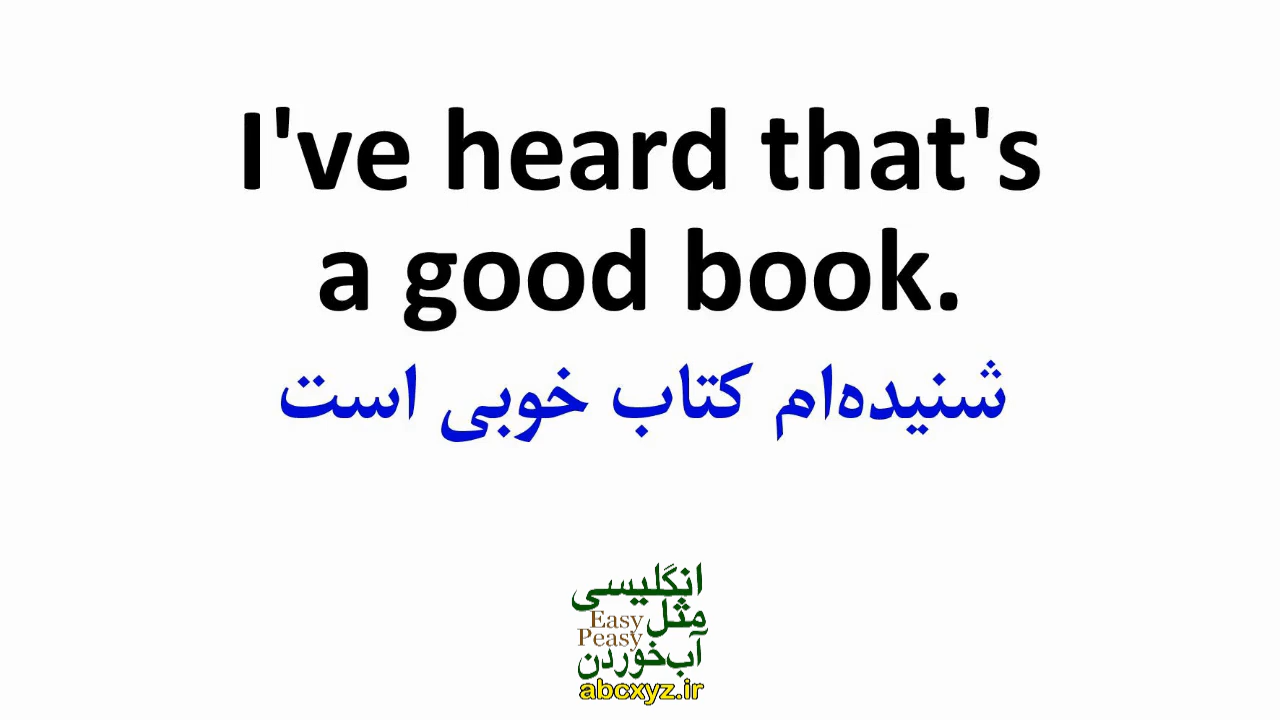 I've heard that's
a good book.
شنیده‌ام کتاب خوبی است
انگلیسی
مثل
Easy
Peasy
آب‌خوردن
abcxyz.ir